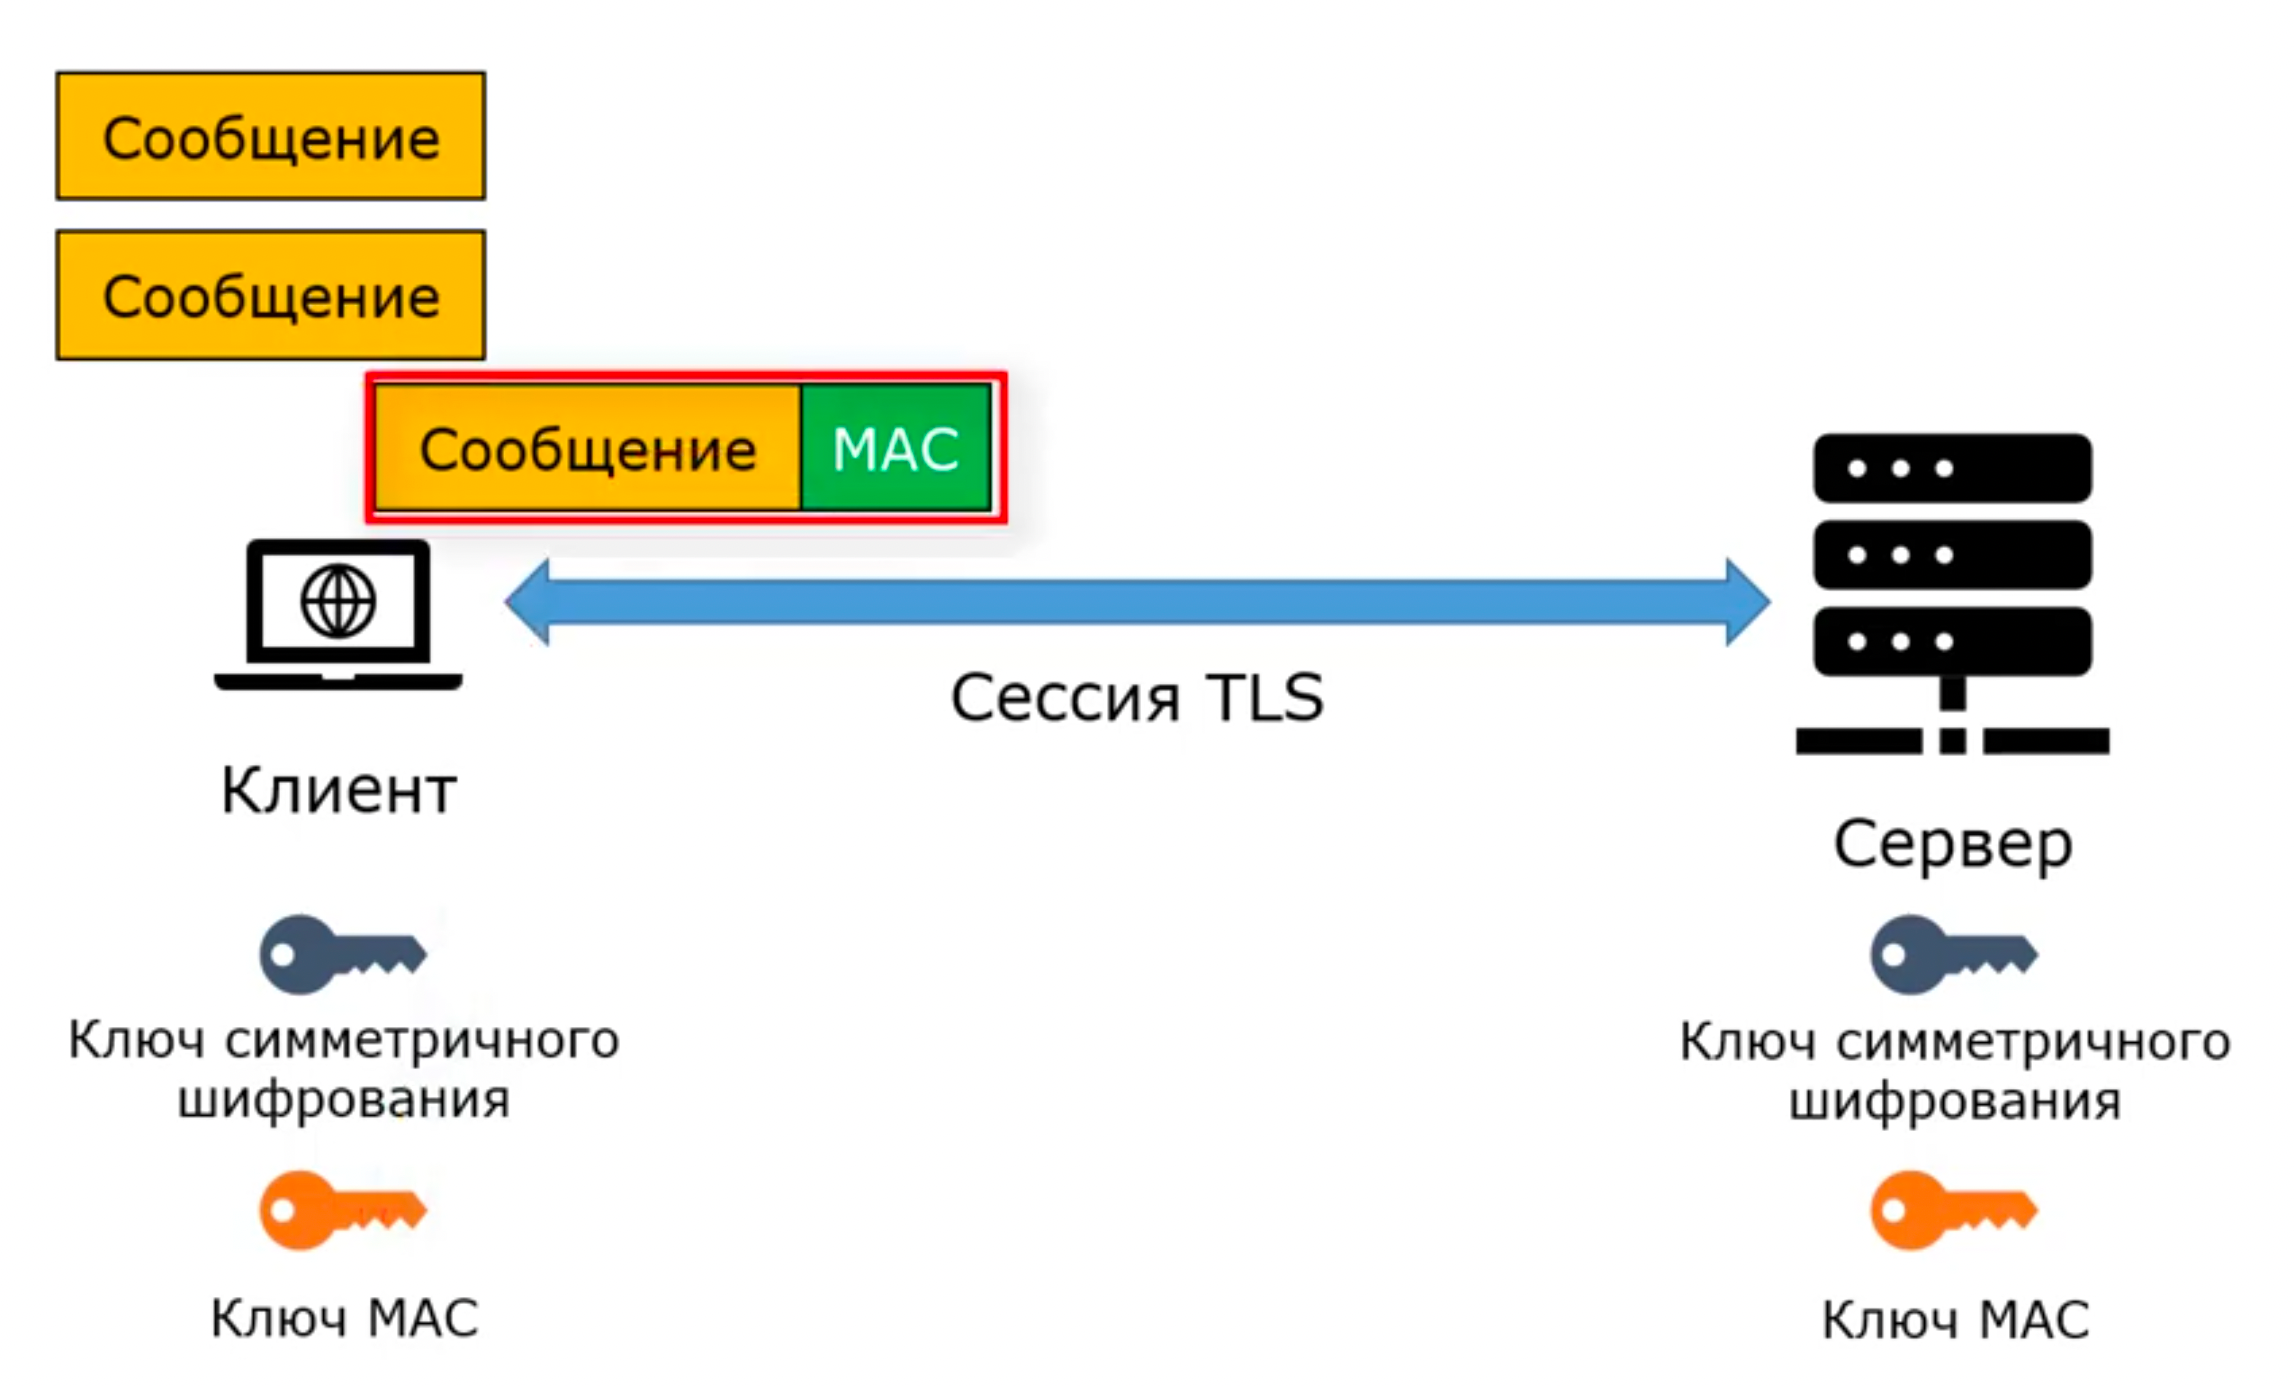 Сообщение
Сообщение
Сообщение MAC
Сессия TLS
Клиент
Сервер
Ключ симметричного
шифрования
Ключ симметричного
шифрования
Ключ MAC
Ключ MAC